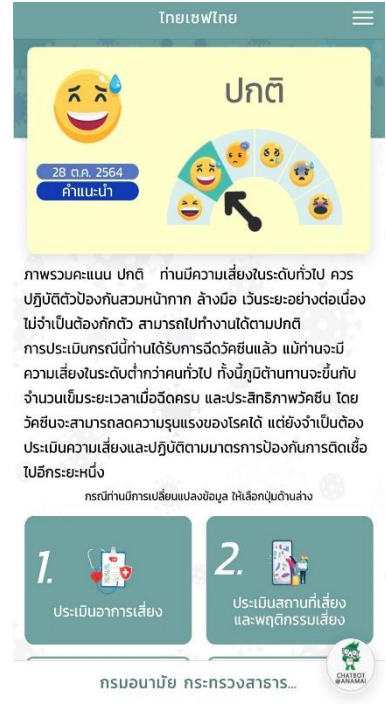 ไทยเซฟไทย
ปกติ
28 ต.ค. 2564
คำแนะนำ
ภาพรวมคะแนน ปกติ ท่านมีความเสี่ยงในระดับทั่วไป ควร
ปฏิบัติตัวป้องกันสวมหน้ากาก ล้างมือ เว้นระยะอย่างต่อเนื่อง
ไม่จำเป็นต้องกักตัว สามารถไปทำงานได้ตามปกติ
การประเมินกรณีนี้ท่านได้รับการฉีดวัคซีนแล้ว แม้ท่านจะมี
ความเสี่ยงในระดับต่ำกว่าคนทั่วไป ทั้งนี้ภูมิต้านทานจะขึ้นกับ
จำนวนเข็มระยะเวลาเมื่อฉีดครบ และประสิทธิภาพวัคซีน โดย
วัคซีนจะสามารถลดความรุนแรงของโรคได้ แต่ยังจำเป็นต้อง
ประเมินความเสี่ยงและปฏิบัติตามมาตรการป้องกันการติดเชื้อ
ไปอีกระยะหนึ่ง
กรณีท่านมีการเปลี่ยนแปลงข้อมูล ให้เลือกปุ่มด้านล่าง
1.
ประเมินอาการเสี่ยง
2.
ประเมินสถานที่เสี่ยง
และพฤติกรรมเสี่ยง
กรมอนามัย กระทรวงสาธาร...
CHATBOT
@ANAMAI